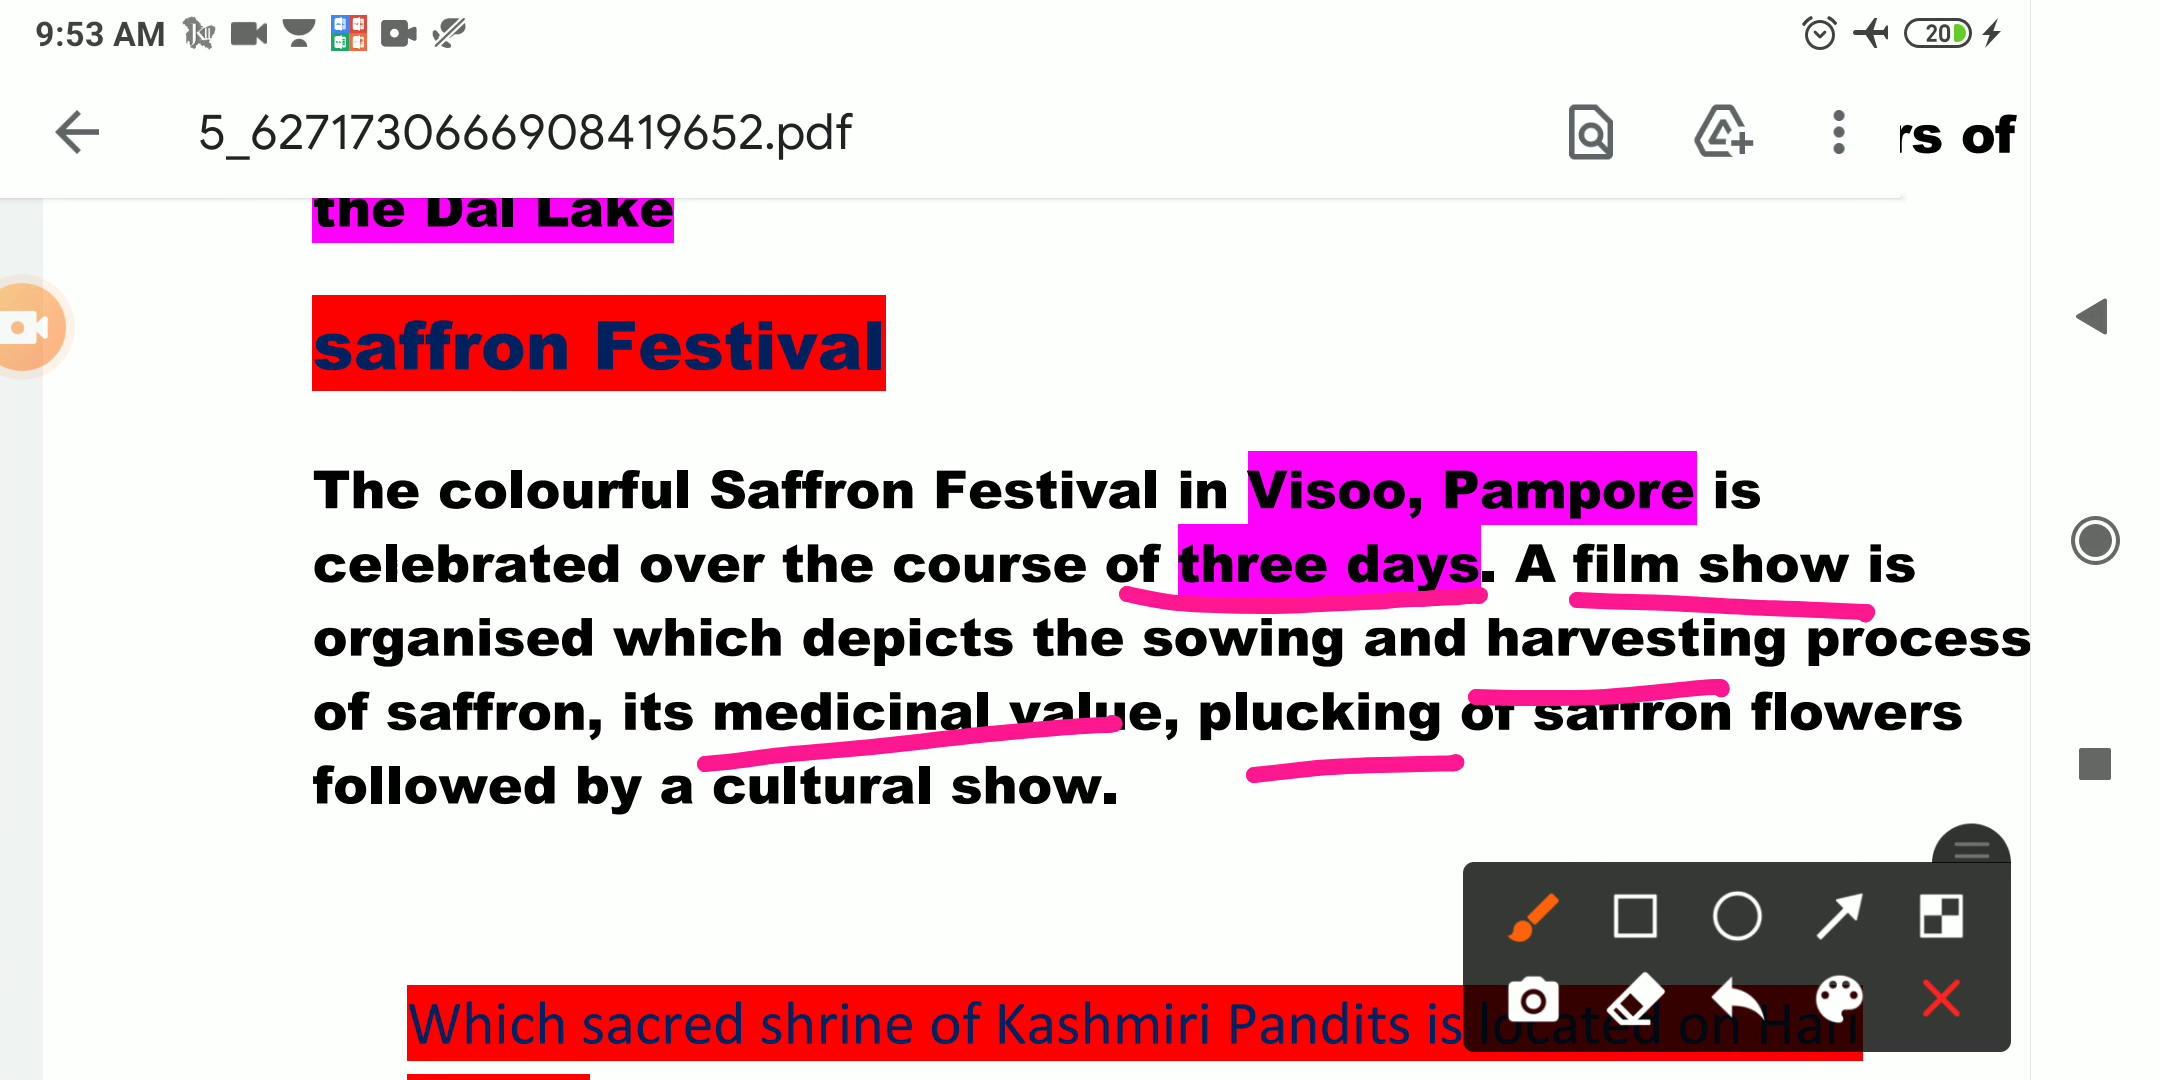 9:53 AM
20
5_6271730666908419652.pdf
rs of
the Dal Lake
saffron Festival
The colourful Saffron Festival in Visoo, Pampore is
celebrated over the course of three days. A film show is
organised which depicts the sowing and harvesting process
of saffron, its medicinal value, plucking of saffron flowers
followed by a cultural show.
Which sacred shrine of Kashmiri Pandits is located on Hari